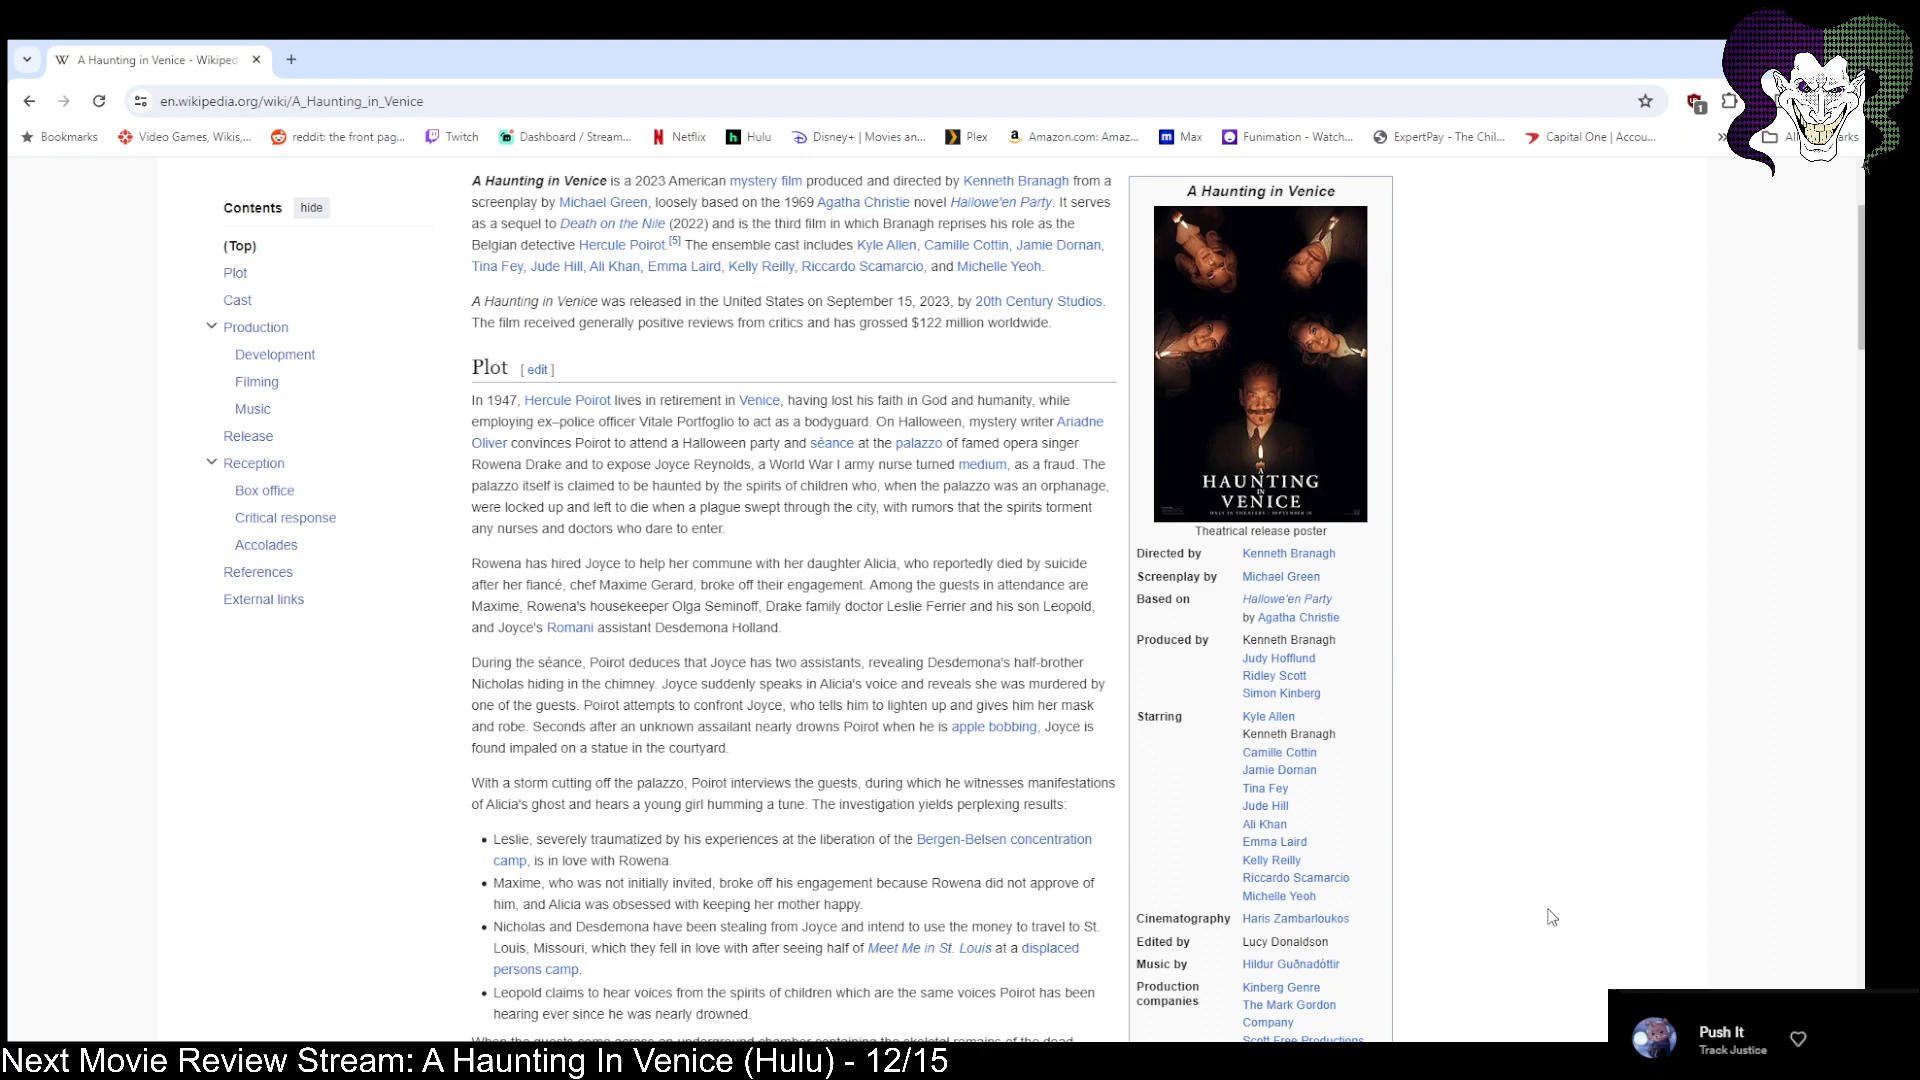 A Haunting in Venice - Wikiped
en.wikipedia.org/wiki/A_Haunting_in_Venice
1
Bookmarks Video Games, Wikis,... reddit: the front pag... Twitch Dashboard / Stream... Netflix Hulu Disney+ | Movies an... Plex Amazon.com: Amaz... Max Funimation - Watch... ExpertPay - The Chil... Capital One | Accou... »
Contents hide
(Top)
Plot
Cast
Production
Development
Filming
Music
Release
Reception
Box office
Critical response
Accolades
References
External links
A Haunting in Venice is a 2023 American mystery film produced and directed by Kenneth Branagh from a
screenplay by Michael Green, loosely based on the 1969 Agatha Christie novel Hallowe'en Party. It serves
as a sequel to Death on the Nile (2022) and is the third film in which Branagh reprises his role as the
Belgian detective Hercule Poirot.[5] The ensemble cast includes Kyle Allen, Camille Cottin, Jamie Dornan,
Tina Fey, Jude Hill, Ali Khan, Emma Laird, Kelly Reilly, Riccardo Scamarcio, and Michelle Yeoh.
A Haunting in Venice was released in the United States on September 15, 2023, by 20th Century Studios.
The film received generally positive reviews from critics and has grossed $122 million worldwide.
Plot [ edit ]
In 1947, Hercule Poirot lives in retirement in Venice, having lost his faith in God and humanity, while
employing ex–police officer Vitale Portfoglio to act as a bodyguard. On Halloween, mystery writer Ariadne
Oliver convinces Poirot to attend a Halloween party and séance at the palazzo of famed opera singer
Rowena Drake and to expose Joyce Reynolds, a World War I army nurse turned medium, as a fraud. The
palazzo itself is claimed to be haunted by the spirits of children who, when the palazzo was an orphanage,
were locked up and left to die when a plague swept through the city, with rumors that the spirits torment
any nurses and doctors who dare to enter.
Rowena has hired Joyce to help her commune with her daughter Alicia, who reportedly died by suicide
after her fiancé, chef Maxime Gerard, broke off their engagement. Among the guests in attendance are
Maxime, Rowena's housekeeper Olga Seminoff, Drake family doctor Leslie Ferrier and his son Leopold,
and Joyce's Romani assistant Desdemona Holland.
During the séance, Poirot deduces that Joyce has two assistants, revealing Desdemona's half-brother
Nicholas hiding in the chimney. Joyce suddenly speaks in Alicia's voice and reveals she was murdered by
one of the guests. Poirot attempts to confront Joyce, who tells him to lighten up and gives him her mask
and robe. Seconds after an unknown assailant nearly drowns Poirot when he is apple bobbing, Joyce is
found impaled on a statue in the courtyard.
With a storm cutting off the palazzo, Poirot interviews the guests, during which he witnesses manifestations
of Alicia's ghost and hears a young girl humming a tune. The investigation yields perplexing results:
• Leslie, severely traumatized by his experiences at the liberation of the Bergen-Belsen concentration
camp, is in love with Rowena.
• Maxime, who was not initially invited, broke off his engagement because Rowena did not approve of
him, and Alicia was obsessed with keeping her mother happy.
• Nicholas and Desdemona have been stealing from Joyce and intend to use the money to travel to St.
Louis, Missouri, which they fell in love with after seeing half of Meet Me in St. Louis at a displaced
persons camp.
• Leopold claims to hear voices from the spirits of children which are the same voices Poirot has been
hearing ever since he was nearly drowned.
A Haunting in Venice
A
HAUNTING
IN
VENICE
ONLY IN THEATERS SEPTEMBER 15
Theatrical release poster
Directed by Kenneth Branagh
Screenplay by Michael Green
Based on Hallowe'en Party
by Agatha Christie
Produced by Kenneth Branagh
Judy Hofflund
Ridley Scott
Simon Kinberg
Starring Kyle Allen
Kenneth Branagh
Camille Cottin
Jamie Dornan
Tina Fey
Jude Hill
Ali Khan
Emma Laird
Kelly Reilly
Riccardo Scamarcio
Michelle Yeoh
Cinematography Haris Zambarloukos
Edited by Lucy Donaldson
Music by Hildur Guðnadóttir
Production companies Kinberg Genre
The Mark Gordon
Company
Scott Free Productions
Push It
Track Justice
Next Movie Review Stream: A Haunting In Venice (Hulu) - 12/15